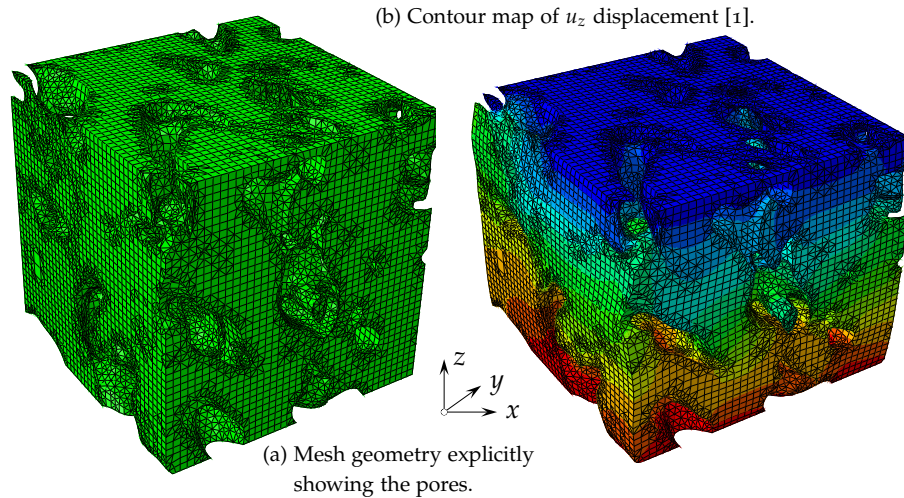 (b) Contour map of u_z displacement [1].
z
y
x
(a) Mesh geometry explicitly
showing the pores.